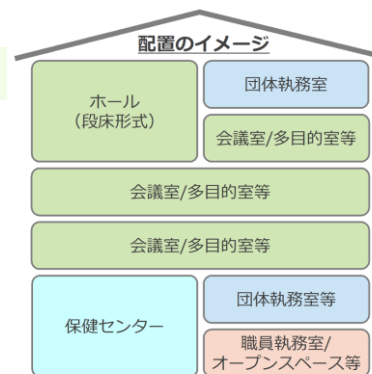 配置のイメージ
ホール
（段床形式）
団体執務室
会議室/多目的室等
会議室/多目的室等
会議室/多目的室等
保健センター
団体執務室等
職員執務室/
オープンスペース等